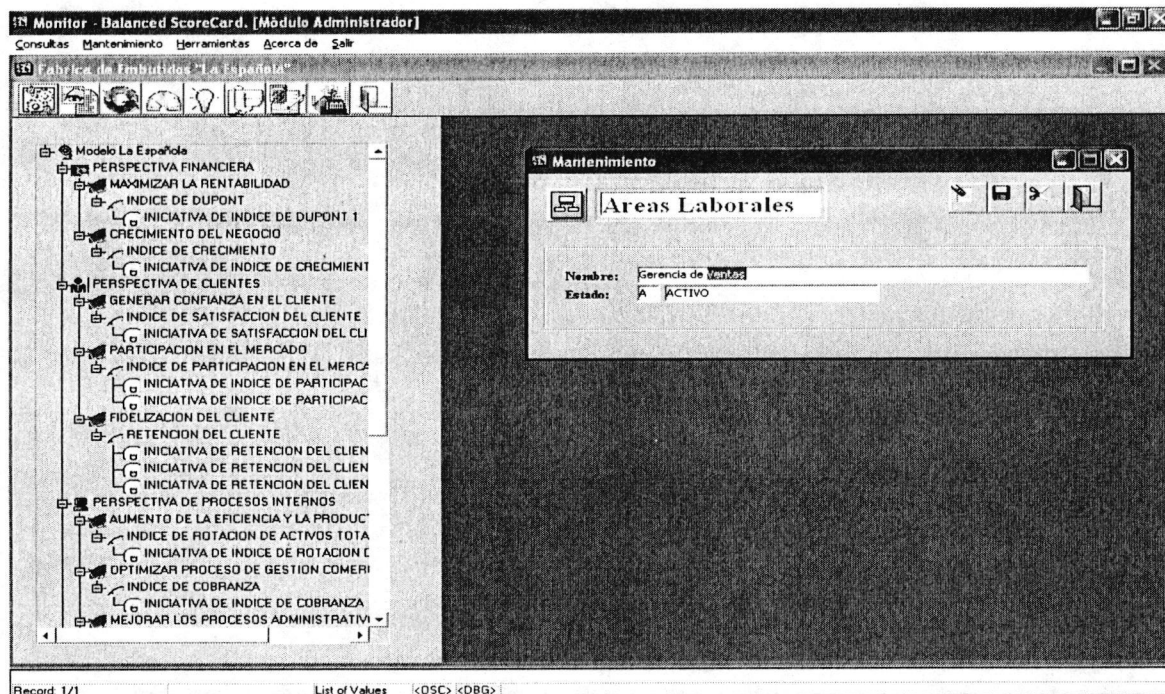 Monitor - Balanced ScoreCard. [Módulo Administrador]
Consultas Mantenimiento Herramientas Acerca de Salir
Fabrica de Embutidos "La Española"
Modelo La Española
PERSPECTIVA FINANCIERA
MAXIMIZAR LA RENTABILIDAD
INDICE DE DUPONT
INICIATIVA DE INDICE DE DUPONT 1
CRECIMIENTO DEL NEGOCIO
INDICE DE CRECIMIENTO
INICIATIVA DE INDICE DE CRECIMIENT
PERSPECTIVA DE CLIENTES
GENERAR CONFIANZA EN EL CLIENTE
INDICE DE SATISFACCION DEL CLIENTE
INICIATIVA DE SATISFACCION DEL CLI
PARTICIPACION EN EL MERCADO
INDICE DE PARTICIPACION EN EL MERCA
INICIATIVA DE INDICE DE PARTICIPAC
INICIATIVA DE INDICE DE PARTICIPAC
FIDELIZACION DEL CLIENTE
RETENCION DEL CLIENTE
INICIATIVA DE RETENCION DEL CLIEN
INICIATIVA DE RETENCION DEL CLIEN
INICIATIVA DE RETENCION DEL CLIEN
PERSPECTIVA DE PROCESOS INTERNOS
AUMENTO DE LA EFICIENCIA Y LA PRODUCT
INDICE DE ROTACION DE ACTIVOS TOTA
INICIATIVA DE INDICE DE ROTACION D
OPTIMIZAR PROCESO DE GESTION COMERI
INDICE DE COBRANZA
INICIATIVA DE INDICE DE COBRANZA
MEJORAR LOS PROCESOS ADMINISTRATIV
Mantenimiento
Areas Laborales
Nombre: Gerencia de Ventas
Estado: A ACTIVO
Record: 1/1 List of Values <OSC> <DBG>